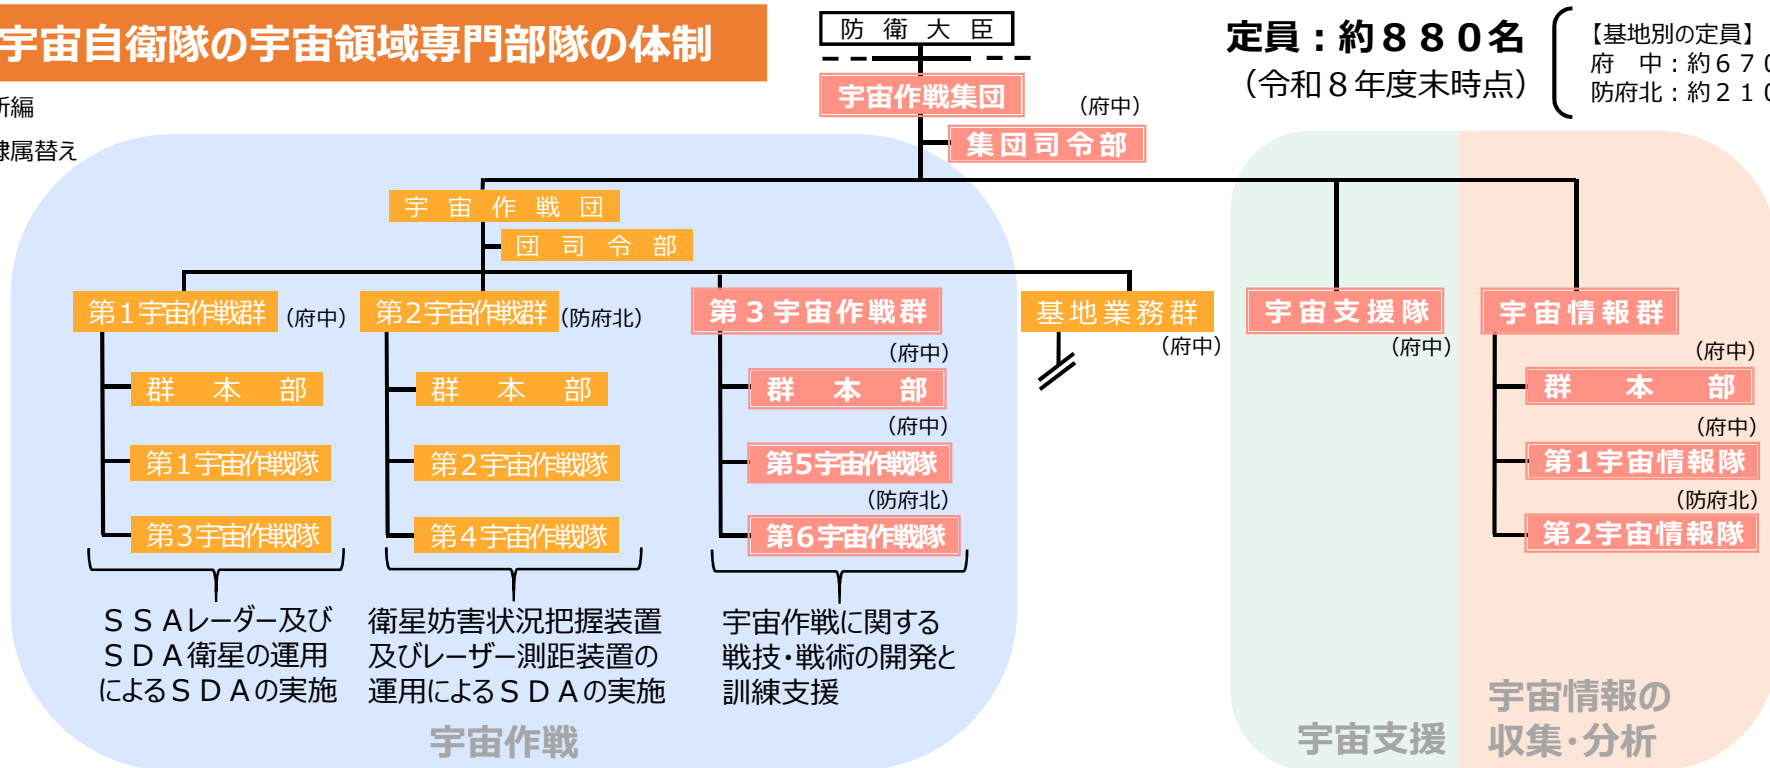 宇宙自衛隊の宇宙領域専門部隊の体制
新編
隷属替え
防衛大臣
宇宙作戦集団
（府中）
集団司令部
定員：約８８０名
（令和８年度末時点）
【基地別の定員】
府　中：約６７０
防府北：約２１０
宇宙作戦団
団司令部
第1宇宙作戦群
（府中）
第2宇宙作戦群
（防府北）
第３宇宙作戦群
基地業務群
（府中）
宇宙支援隊
（府中）
宇宙情報群
群本部
第1宇宙作戦隊
第3宇宙作戦隊
群本部
第2宇宙作戦隊
第4宇宙作戦隊
（府中）
群本部
（府中）
第5宇宙作戦隊
（防府北）
第6宇宙作戦隊
（府中）
群本部
（府中）
第1宇宙情報隊
（防府北）
第2宇宙情報隊
ＳＳＡレーダー及び
ＳＤＡ衛星の運用
によるＳＤＡの実施
衛星妨害状況把握装置
及びレーザー測距装置の
運用によるＳＤＡの実施
宇宙作戦に関する
戦技・戦術の開発と
訓練支援
宇宙作戦
宇宙支援
宇宙情報の
収集・分析